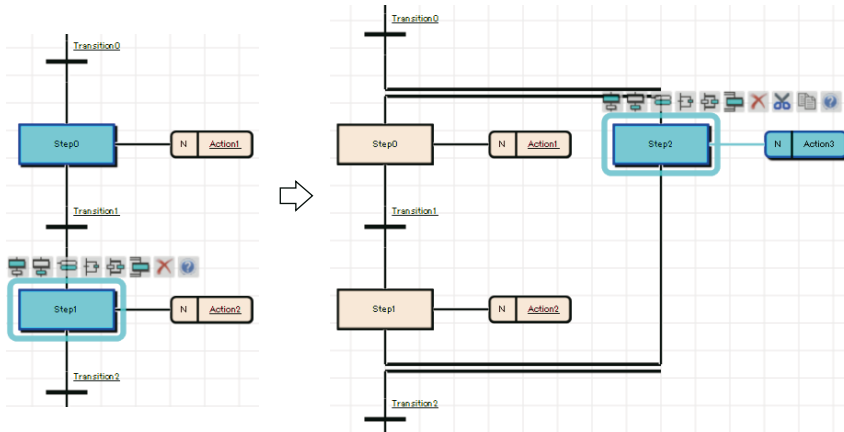 Transition0
Step0
N Action1
Transition1
Step1
N Action2
Transition2
Transition0
Step0
N Action1
Step2
N Action3
Transition1
Step1
N Action2
Transition2